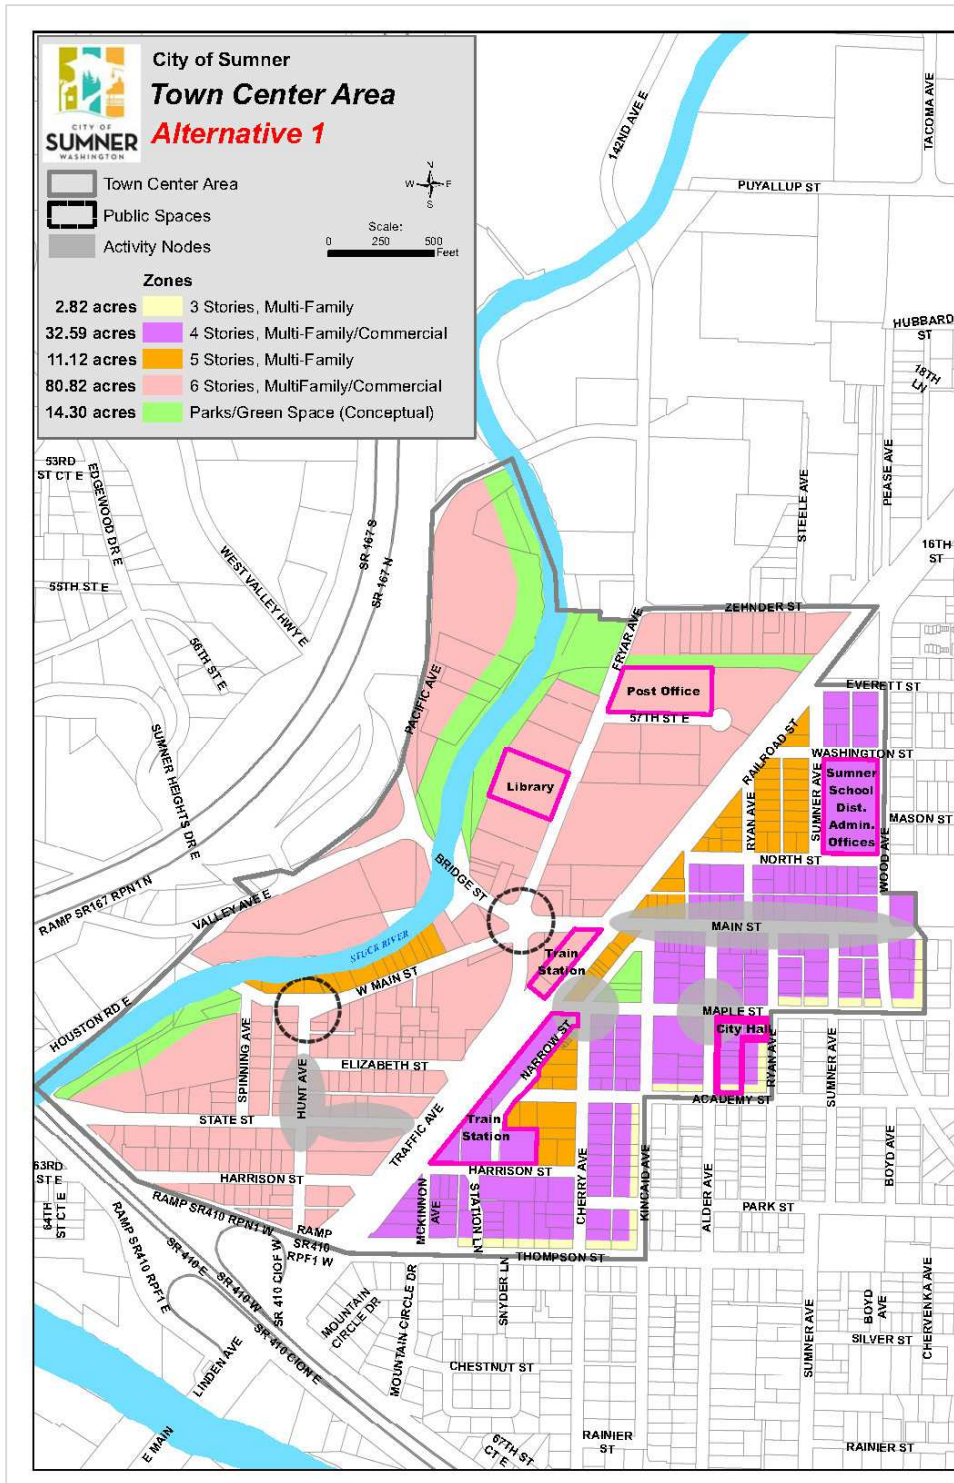 City of Sumner
Town Center Area
Alternative 1
CITY OF
SUMNER
WASHINGTON
Town Center Area
Public Spaces
Activity Nodes
N
W
E
S
Scale:
0 250 500
Feet
Zones
2.82 acres 3 Stories, Multi-Family
32.59 acres 4 Stories, Multi-Family/Commercial
11.12 acres 5 Stories, Multi-Family
80.82 acres 6 Stories, MultiFamily/Commercial
14.30 acres Parks/Green Space (Conceptual)
142ND AVE E
TACOMA AVE
PUYALLUP ST
HUBBARD
ST
18TH
LN
PEASE AVE
STEELE AVE
16TH
ST
53RD
ST CT E
EDGEWOOD DR E
WEST VALLEY HWY E
SR 167 S
SR 167 N
55TH ST E
56TH ST E
SUMNER HEIGHTS DR E
PACIFIC AVE
ZEHNDER ST
FRYAR AVE
EVERETT ST
Post Office
57TH ST E
RAILROAD ST
WASHINGTON ST
Library
Sumner
School
Dist.
Admin.
Offices
SUMNER AVE
RYAN AVE
MASON ST
NORTH ST
WOOD AVE
BRIDGE ST
RAMP SR167 RPN1 N
VALLEY AVE E
MAIN ST
STUCK RIVER
W MAIN ST
Train
Station
HOUSTON RD E
MAPLE ST
City Hall
NARROW ST
RYAN AVE
SUMNER AVE
ELIZABETH ST
SPINNING AVE
HUNT AVE
ACADEMY ST
STATE ST
TRAFFIC AVE
Train
Station
BOYD AVE
63RD
ST E
HARRISON ST
HARRISON ST
64TH
ST CT E
RAMP SR410 RPN1 W
RAMP
SR410
RPF1 W
MCKINNON
AVE
STATION LN
CHERRY AVE
KINCAID AVE
ALDER AVE
PARK ST
RAMP SR410 RPF1 E
SR 410 E
SR 410 W
SR 410 CIOF W
THOMPSON ST
SR 410 CION E
MOUNTAIN
CIRCLE DR
MOUNTAIN CIRCLE DR
SNYDER LN
SUMNER AVE
BOYD
AVE
CHERVENKA AVE
SILVER ST
LINDEN AVE
CHESTNUT ST
E MAIN
67TH ST
CT E
RAINIER
ST
RAINIER ST